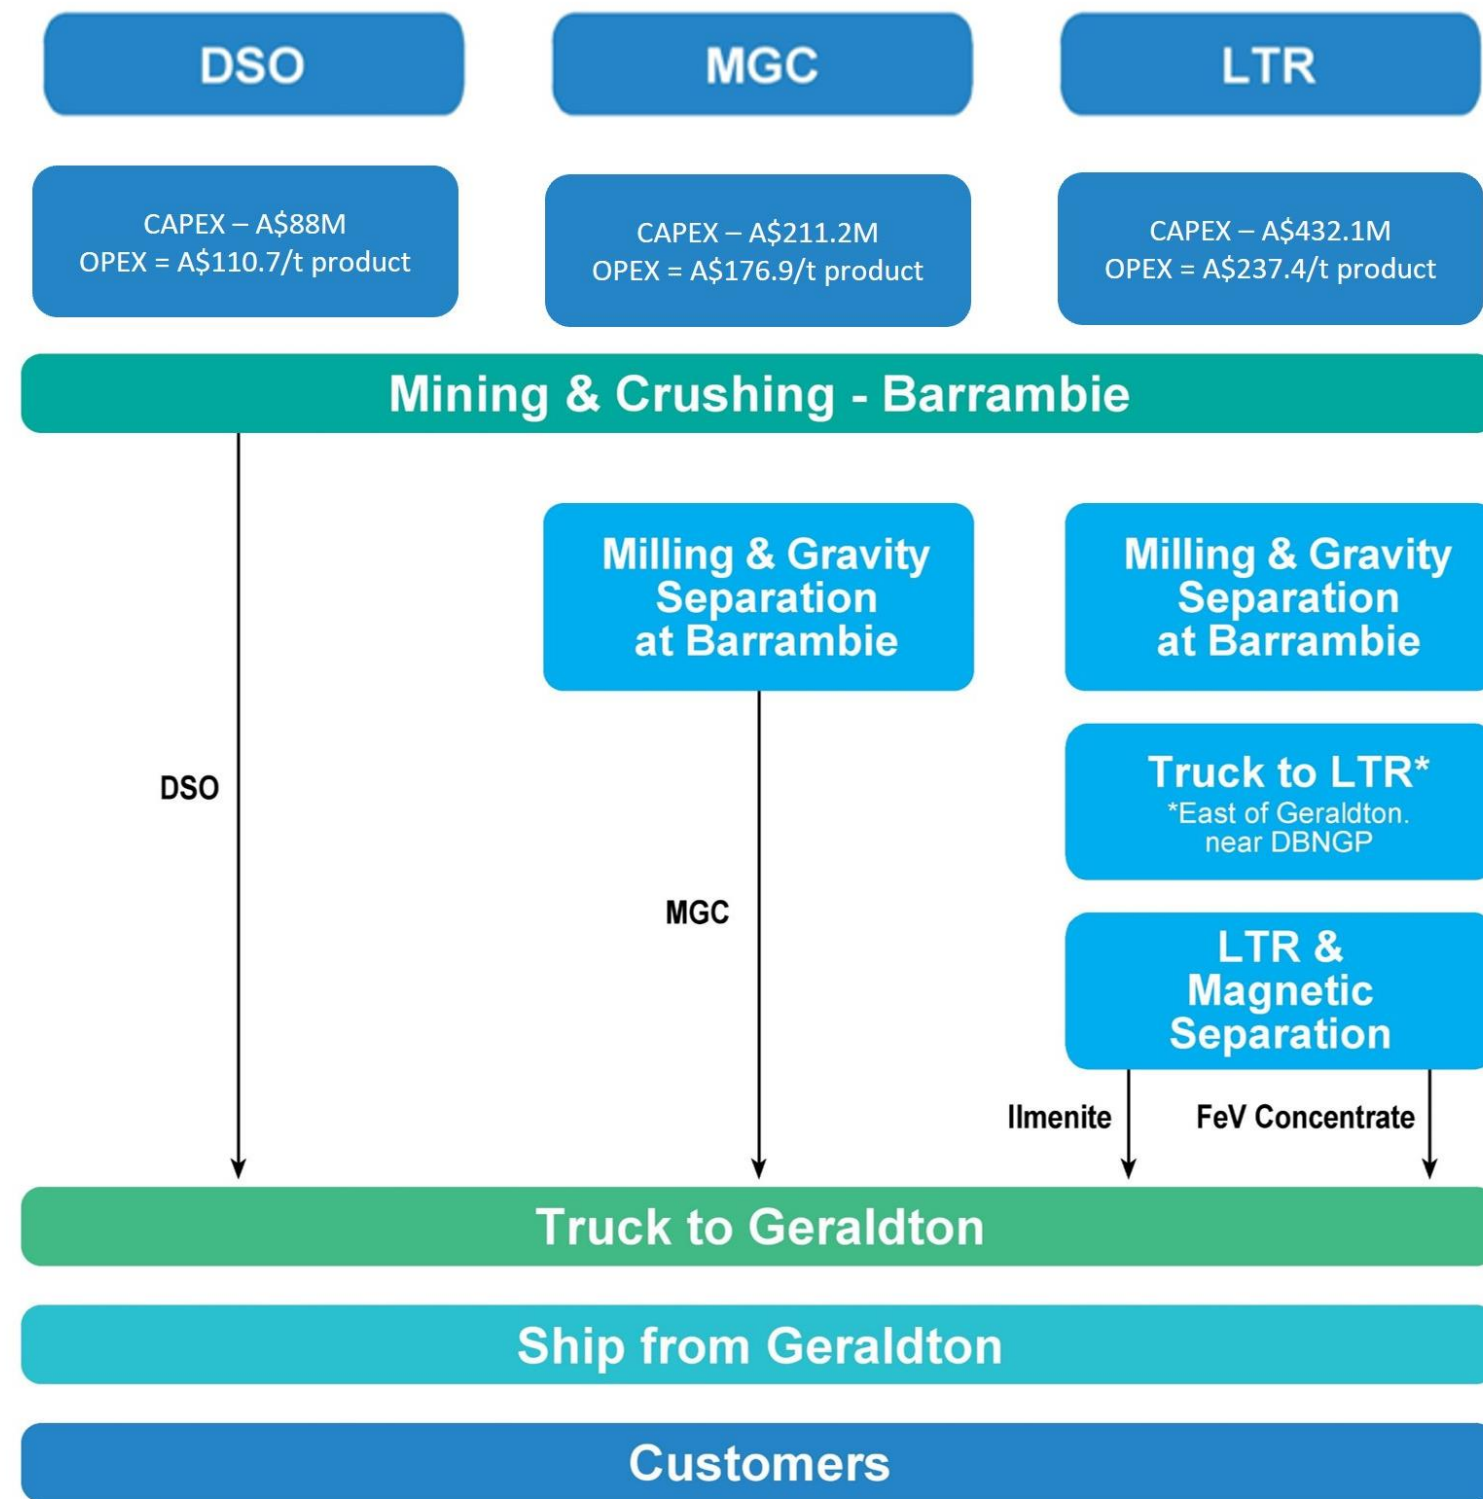 DSO
MGC
LTR
CAPEX – A$88M
OPEX = A$110.7/t product
CAPEX – A$211.2M
OPEX = A$176.9/t product
CAPEX – A$432.1M
OPEX = A$237.4/t product
Mining & Crushing - Barrambie
Milling & Gravity
Separation
at Barrambie
Milling & Gravity
Separation
at Barrambie
DSO
Truck to LTR*
*East of Geraldton.
near DBNGP
MGC
LTR &
Magnetic
Separation
Ilmenite
FeV Concentrate
Truck to Geraldton
Ship from Geraldton
Customers